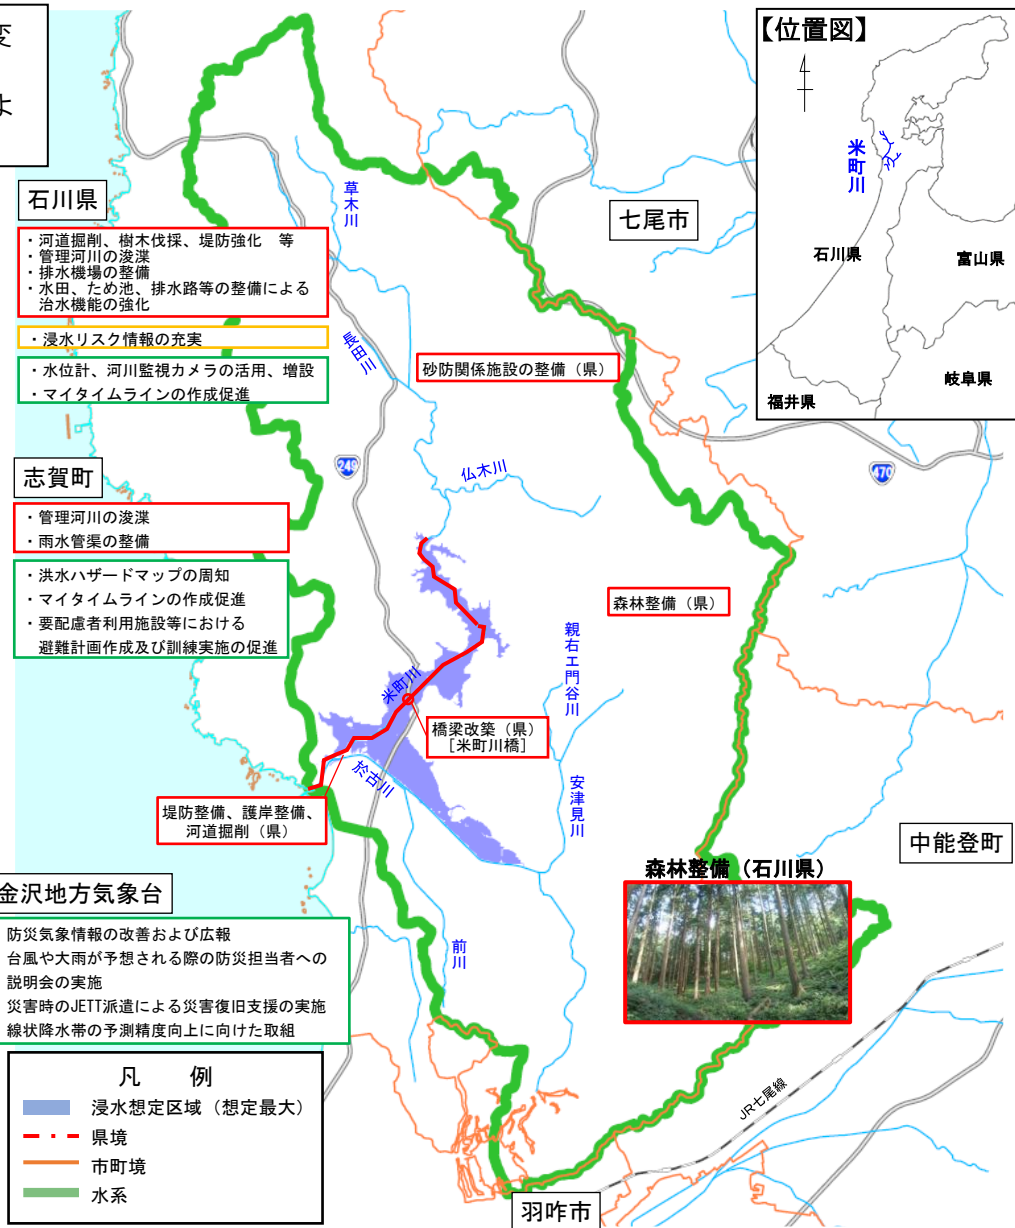 変
よ
【位置図】
米町川
石川県
富山県
岐阜県
福井県
石川県
・河道掘削、樹木伐採、堤防強化　等
・管理河川の浚渫
・排水機場の整備
・水田、ため池、排水路等の整備による
治水機能の強化
・浸水リスク情報の充実
・水位計、河川監視カメラの活用、増設
・マイタイムラインの作成促進
草木川
七尾市
長田川
砂防関係施設の整備（県）
249
470
仏木川
志賀町
・管理河川の浚渫
・雨水管渠の整備
・洪水ハザードマップの周知
・マイタイムラインの作成促進
・要配慮者利用施設等における
避難計画作成及び訓練実施の促進
森林整備（県）
親右エ門谷川
米町川
橋梁改築（県）
［米町川橋］
於古川
安津見川
堤防整備、護岸整備、
河道掘削（県）
中能登町
森林整備（石川県）
金沢地方気象台
防災気象情報の改善および広報
台風や大雨が予想される際の防災担当者への
説明会の実施
災害時のJETT派遣による災害復旧支援の実施
線状降水帯の予測精度向上に向けた取組
前川
凡　例
浸水想定区域（想定最大）
県境
市町境
水系
JR七尾線
羽咋市